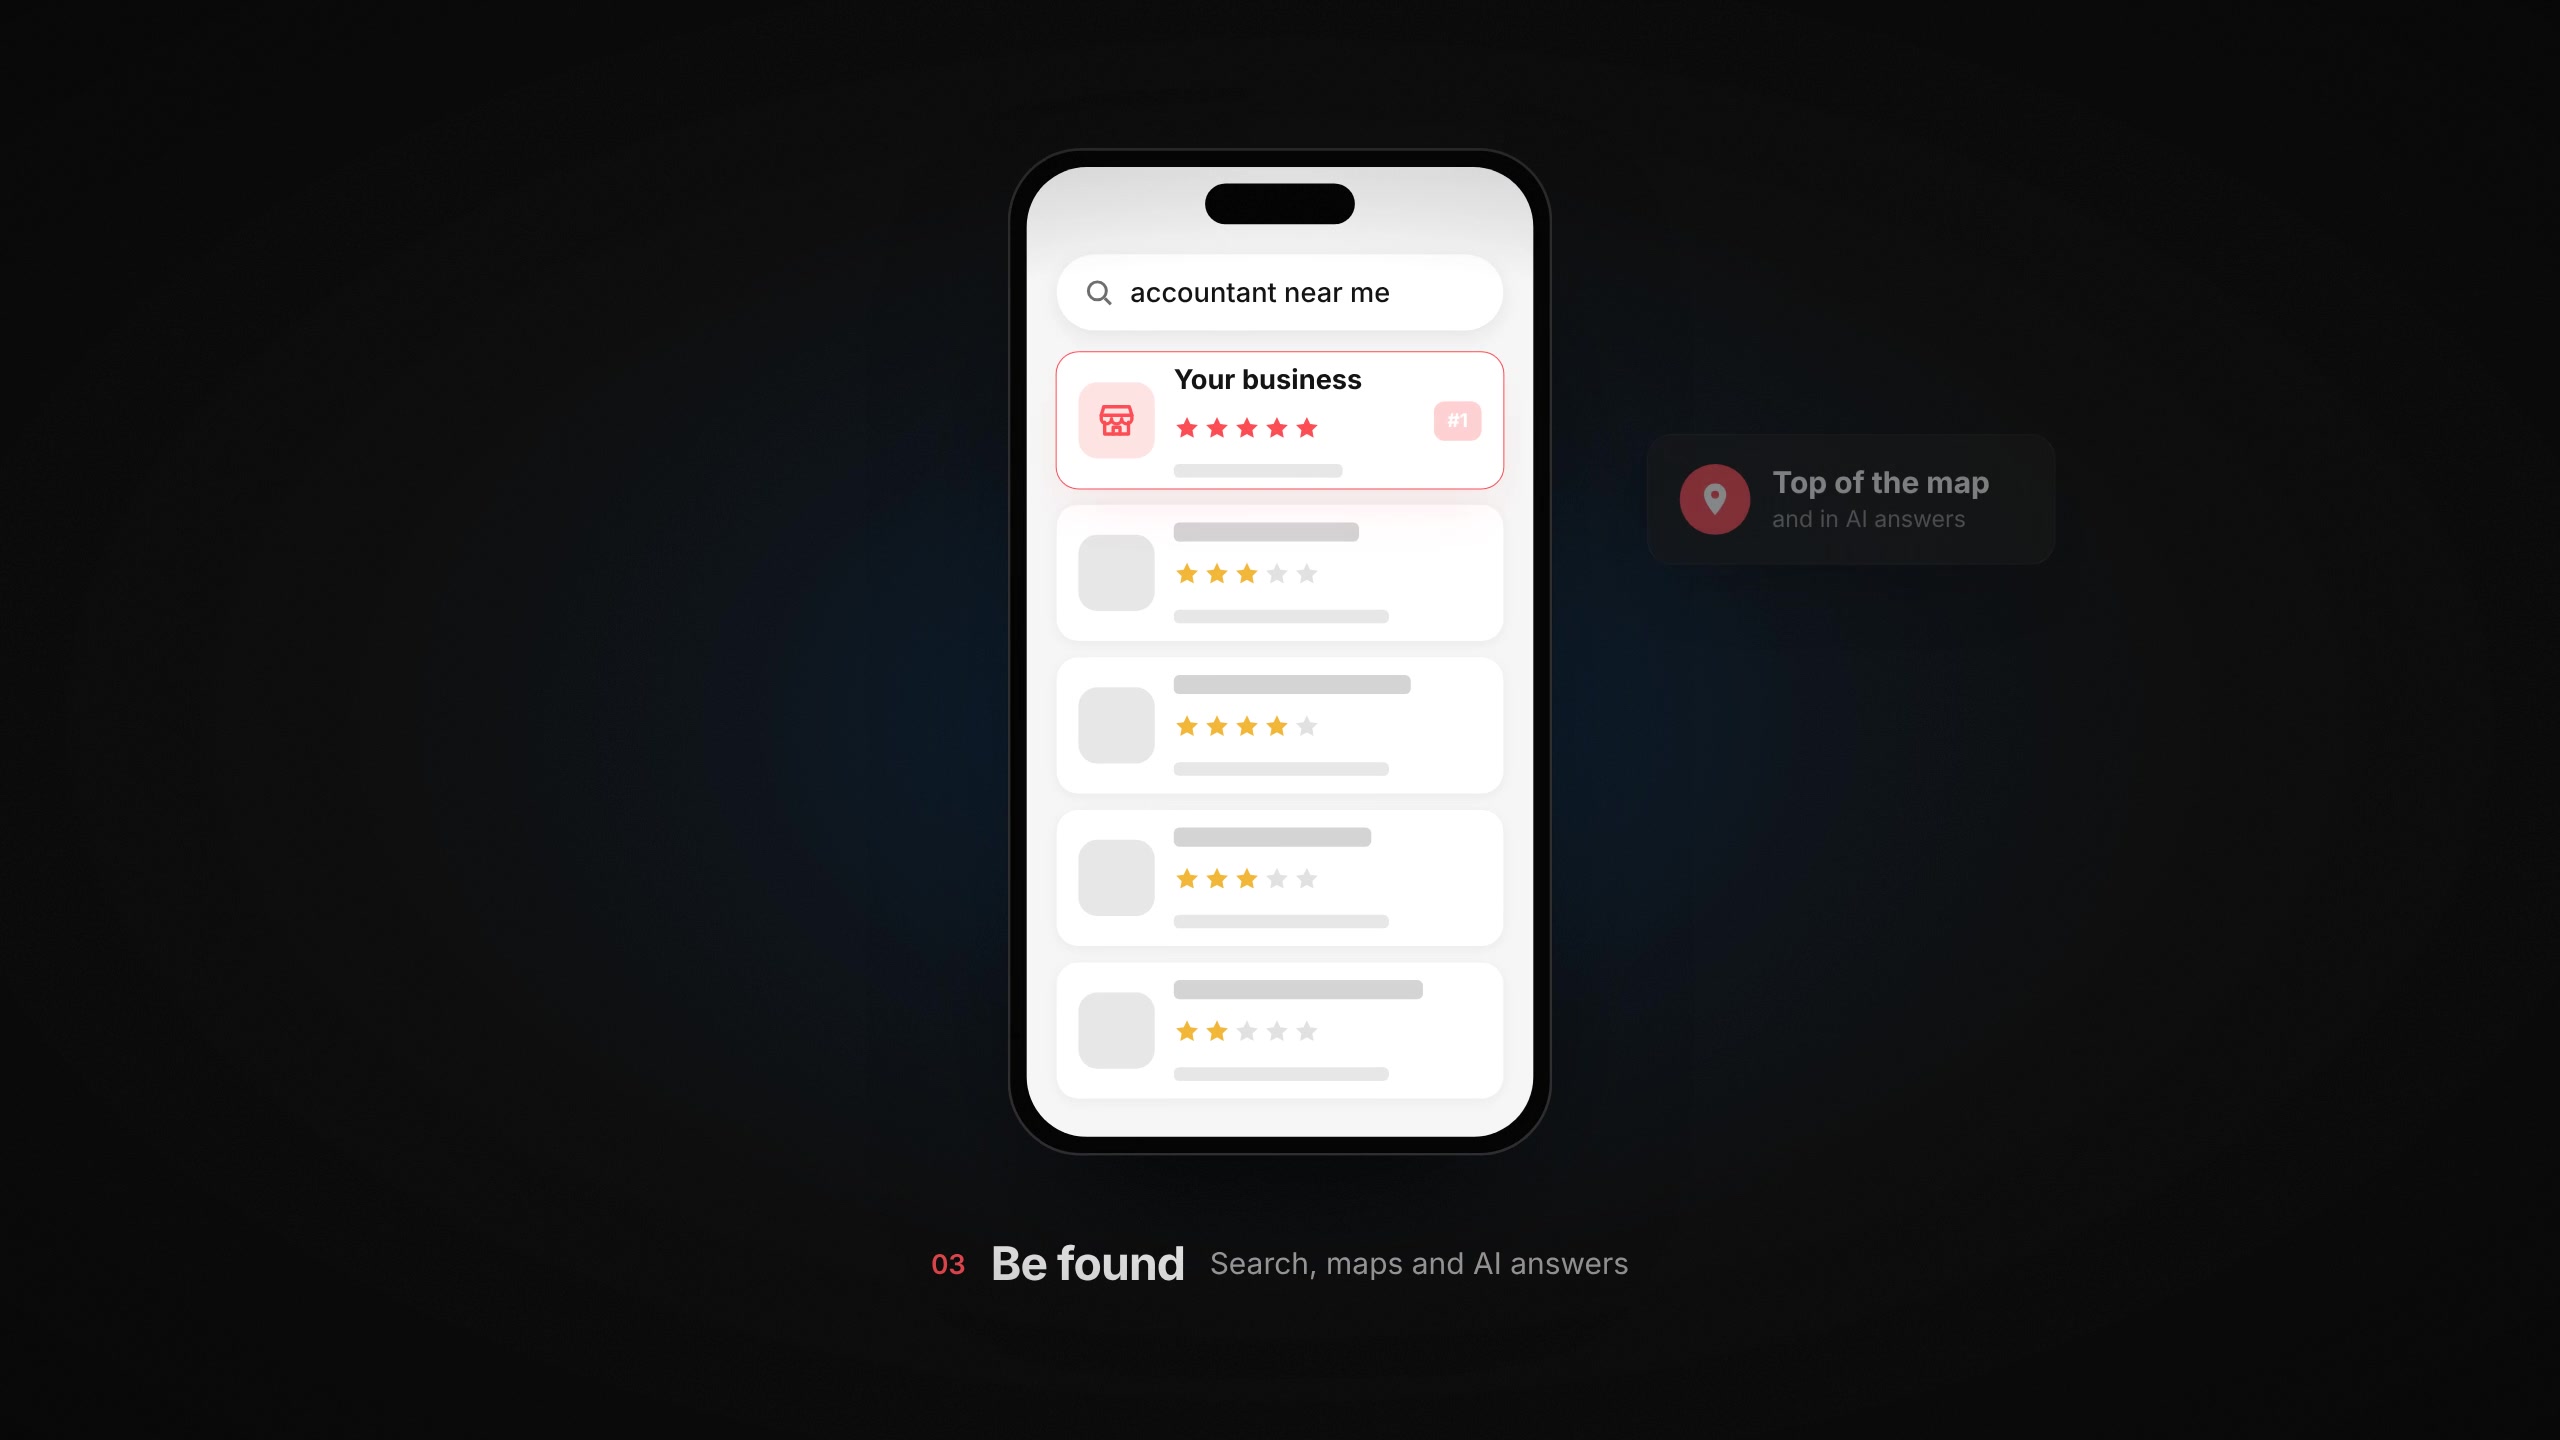 accountant near me
Your business
#1
Top of the map
and in AI answers
03 Be found Search, maps and AI answers